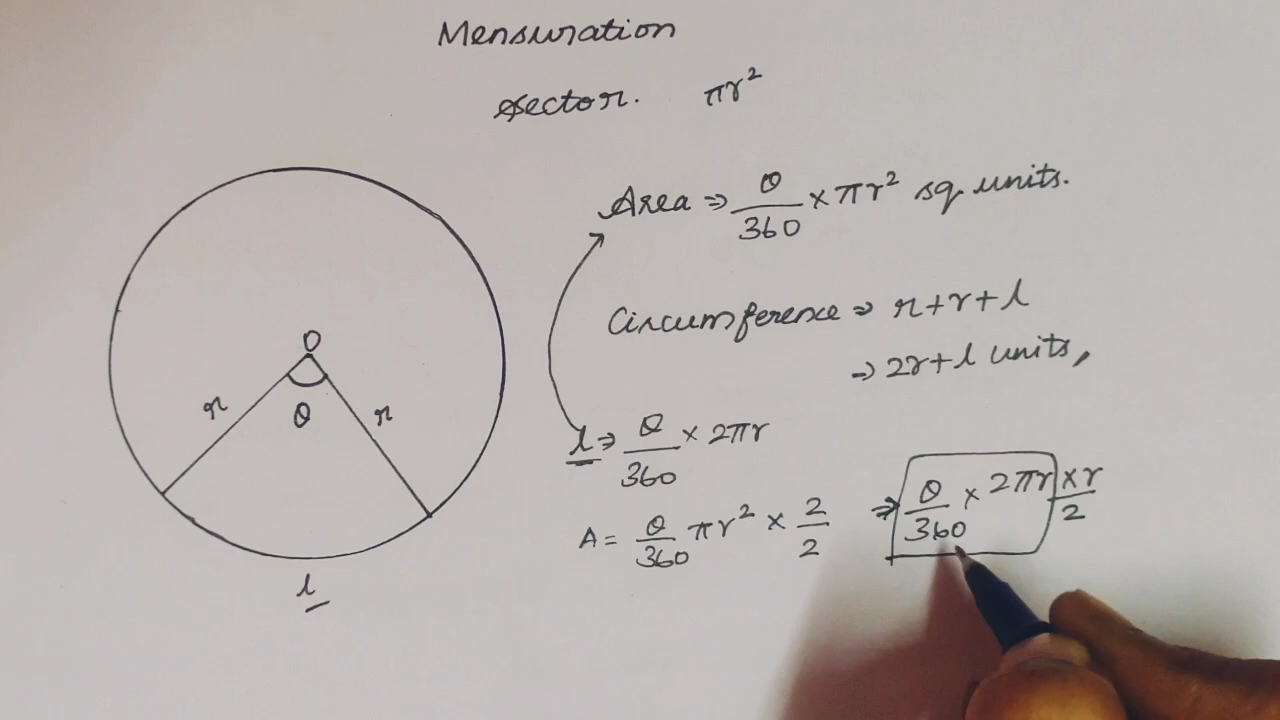 Mensuration
Sector. πr²
Area ⇒ θ/360 × πr² sq units.
Circumference ⇒ r+r+l
⇒ 2r+l units,
l ⇒ θ/360 × 2πr
A = θ/360 πr² × 2/2 ⇒ θ/360 × 2πr × r/2
O
r θ r
l